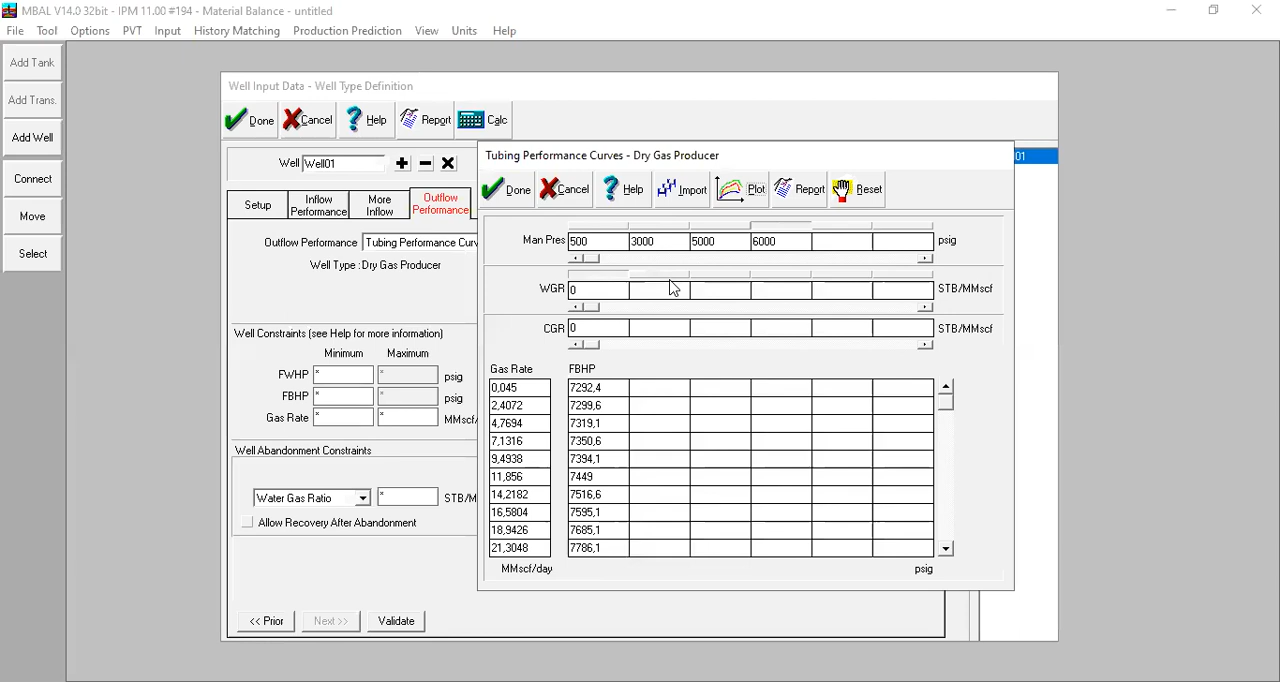 MBAL V14.0 32bit - IPM 11.00 #194 - Material Balance - untitled
File Tool Options PVT Input History Matching Production Prediction View Units Help
Add Tank
Add Trans.
Add Well
Connect
Move
Select
Well Input Data - Well Type Definition
Done Cancel Help Report Calc
Well Well01
Setup Inflow Performance More Inflow Outflow Performance
Outflow Performance Tubing Performance Curv
Well Type :Dry Gas Producer
Well Constraints (see Help for more information)
Minimum Maximum
FWHP * * psig
FBHP * * psig
Gas Rate * * MMscf/
Well Abandonment Constraints
Water Gas Ratio * STB/M
Allow Recovery After Abandonment
<< Prior Next >> Validate
01
Tubing Performance Curves - Dry Gas Producer
Done Cancel Help Import Plot Report Reset
Man Pres 500 3000 5000 6000 psig
WGR 0 STB/MMscf
CGR 0 STB/MMscf
Gas Rate FBHP
0,045 7292,4
2,4072 7299,6
4,7694 7319,1
7,1316 7350,6
9,4938 7394,1
11,856 7449
14,2182 7516,6
16,5804 7595,1
18,9426 7685,1
21,3048 7786,1
MMscf/day psig